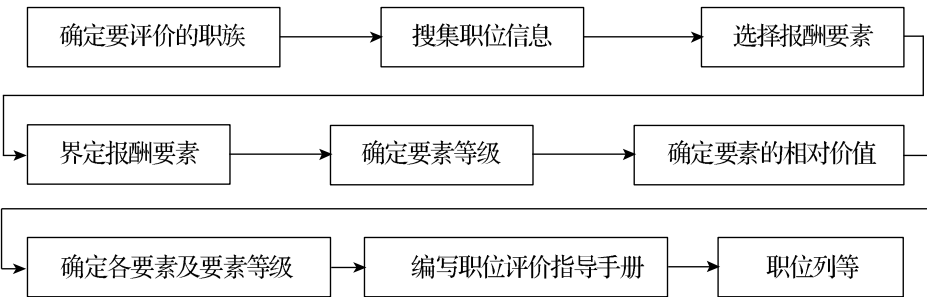 确定要评价的职族
搜集职位信息
选择报酬要素
界定报酬要素
确定要素等级
确定要素的相对价值
确定各要素及要素等级
编写职位评价指导手册
职位列等